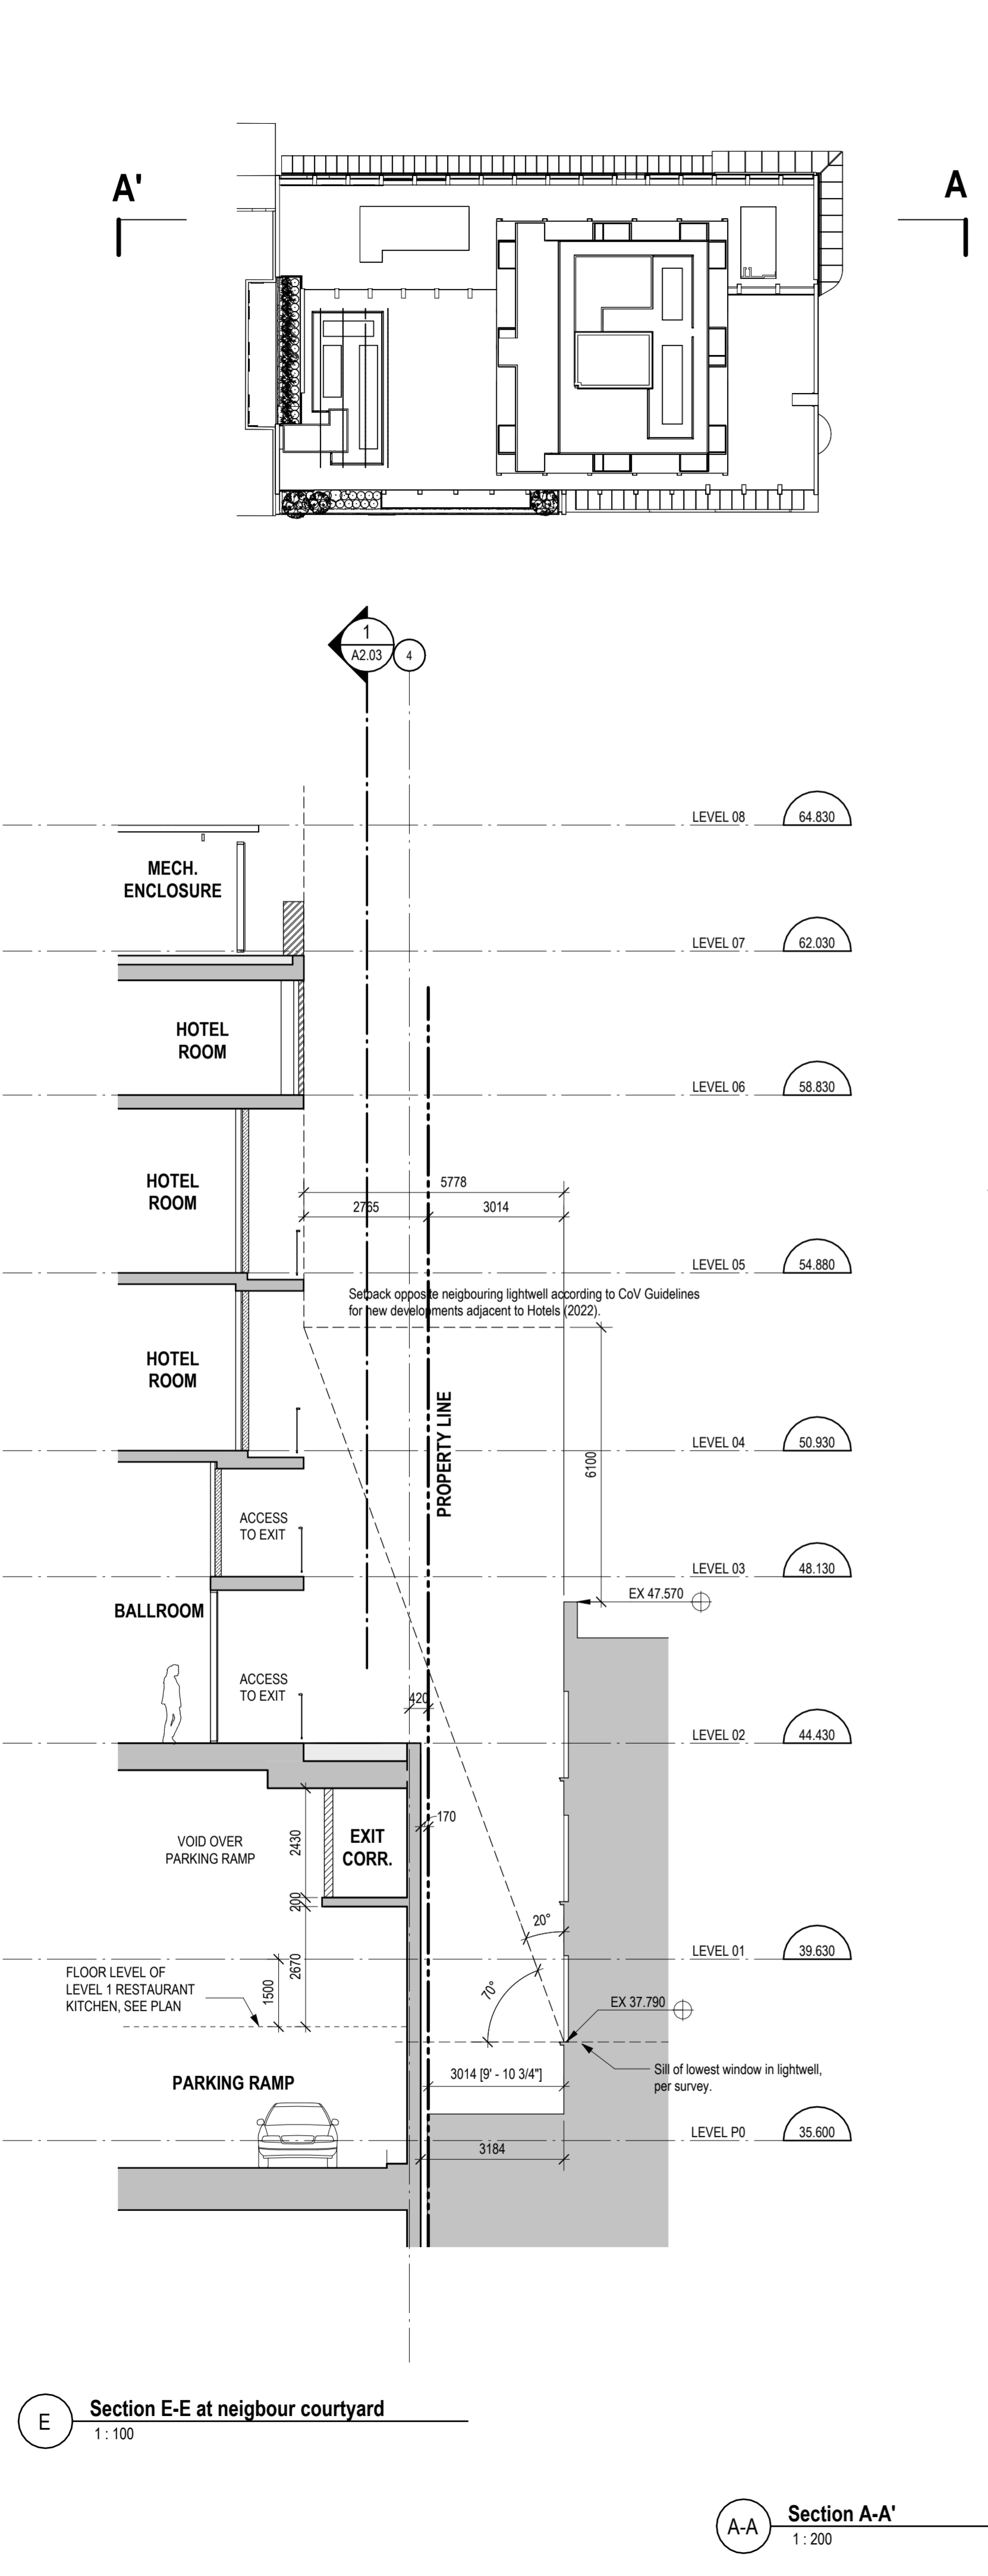 A'
A
1
A2.03
4
LEVEL 08
64.830
MECH.
ENCLOSURE
LEVEL 07
62.030
HOTEL
ROOM
LEVEL 06
58.830
HOTEL
ROOM
5778
2765
3014
LEVEL 05
54.880
Setback opposite neigbouring lightwell according to CoV Guidelines
for new developments adjacent to Hotels (2022).
HOTEL
ROOM
PROPERTY LINE
LEVEL 04
50.930
6100
ACCESS
TO EXIT
LEVEL 03
48.130
EX 47.570
BALLROOM
ACCESS
TO EXIT
420
LEVEL 02
44.430
170
VOID OVER
PARKING RAMP
2430
EXIT
CORR.
200
20°
LEVEL 01
39.630
FLOOR LEVEL OF
LEVEL 1 RESTAURANT
KITCHEN, SEE PLAN
1500
2670
70°
EX 37.790
Sill of lowest window in lightwell,
per survey.
3014 [9' - 10 3/4"]
PARKING RAMP
LEVEL P0
35.600
3184
E
Section E-E at neigbour courtyard
1 : 100
A-A
Section A-A'
1 : 200